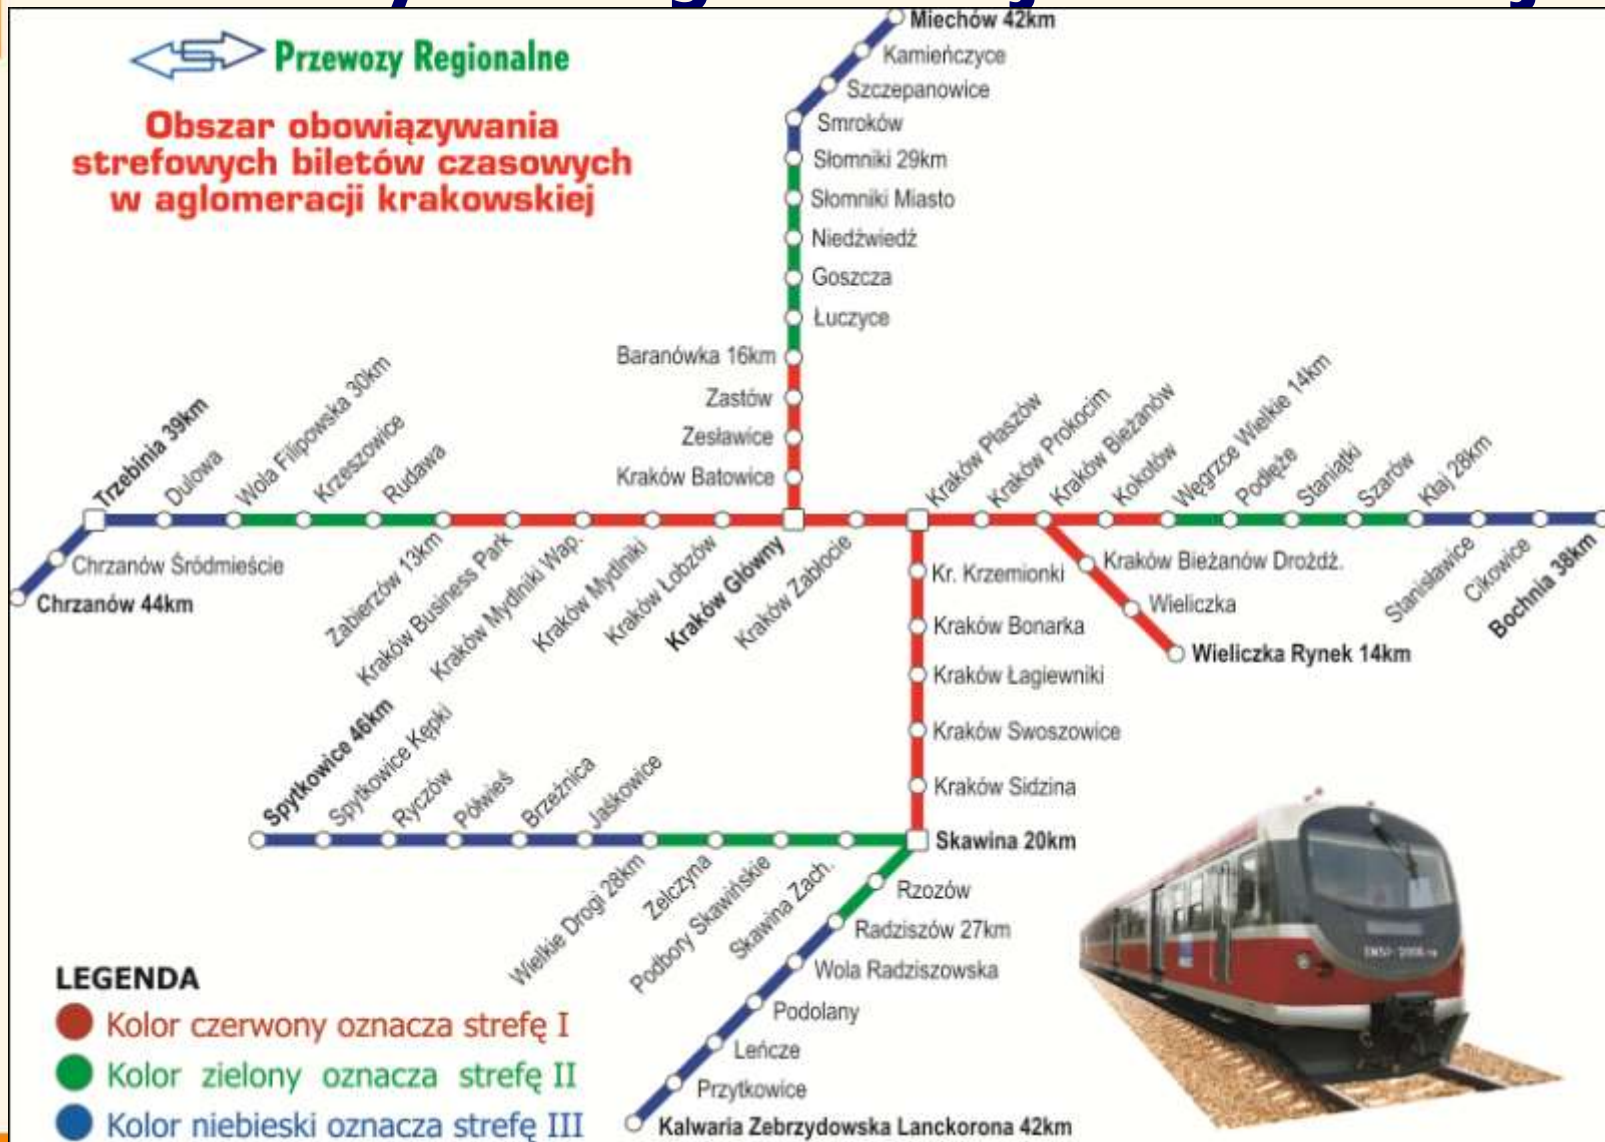 Przewozy Regionalne
Obszar obowiązywania
strefowych biletów czasowych
w aglomeracji krakowskiej
Miechów 42km
Kamieńczyce
Szczepanowice
Smroków
Słomniki 29km
Słomniki Miasto
Niedźwiedź
Goszcza
Łuczyce
Baranówka 16km
Zastów
Zesławice
Kraków Batowice
Trzebinia 39km
Dulowa
Wola Filipowska 30km
Krzeszowice
Rudawa
Kraków Płaszów
Kraków Prokocim
Kraków Bieżanów
Kokotów
Węgrzce Wielkie 14km
Podłęże
Staniątki
Szarów
Kłaj 28km
Chrzanów Śródmieście
Chrzanów 44km
Zabierzów 13km
Kraków Business Park
Kraków Mydlniki Wap.
Kraków Mydlniki
Kraków Łobzów
Kraków Główny
Kraków Zabłocie
Stanisławice
Cikowice
Bochnia 38km
Kr. Krzemionki
Kraków Bonarka
Kraków Łagiewniki
Kraków Swoszowice
Kraków Sidzina
Skawina 20km
Kraków Bieżanów Drożdż.
Wieliczka
Wieliczka Rynek 14km
Spytkowice 46km
Spytkowice Kępki
Ryczów
Półwieś
Brzeźnica
Jaśkowice
Wielkie Drogi 28km
Zelczyna
Podbory Skawińskie
Skawina Zach.
Rzozów
Radziszów 27km
Wola Radziszowska
Podolany
Leńcze
Przytkowice
Kalwaria Zebrzydowska Lanckorona 42km
LEGENDA
Kolor czerwony oznacza strefę I
Kolor zielony oznacza strefę II
Kolor niebieski oznacza strefę III